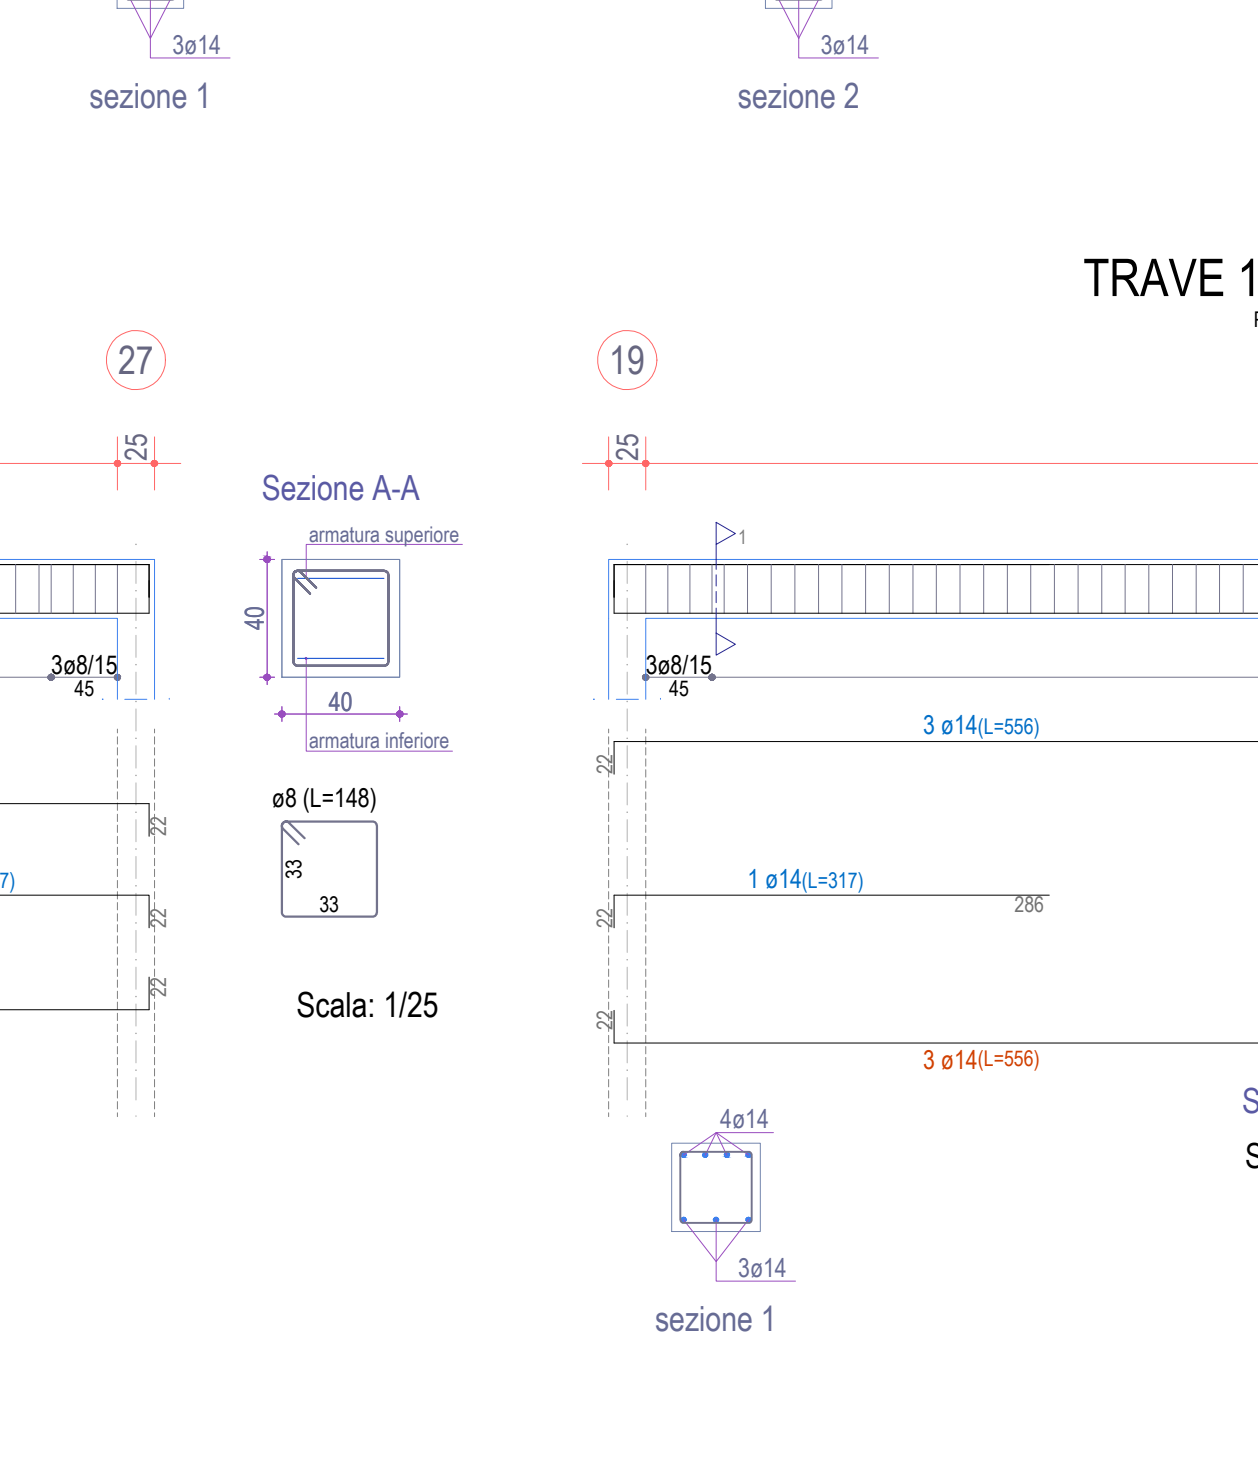 3ø14
3ø14
sezione 1
sezione 2
TRAVE 1
27
19
25
25
Sezione A-A
armatura superiore
1
40
3ø8/15
45
3ø8/15
45
40
armatura inferiore
3 ø14(L=556)
22
22
ø8 (L=148)
33
33
7)
22
1 ø14(L=317)
286
22
22
Scala: 1/25
22
3 ø14(L=556)
S
4ø14
S
3ø14
sezione 1